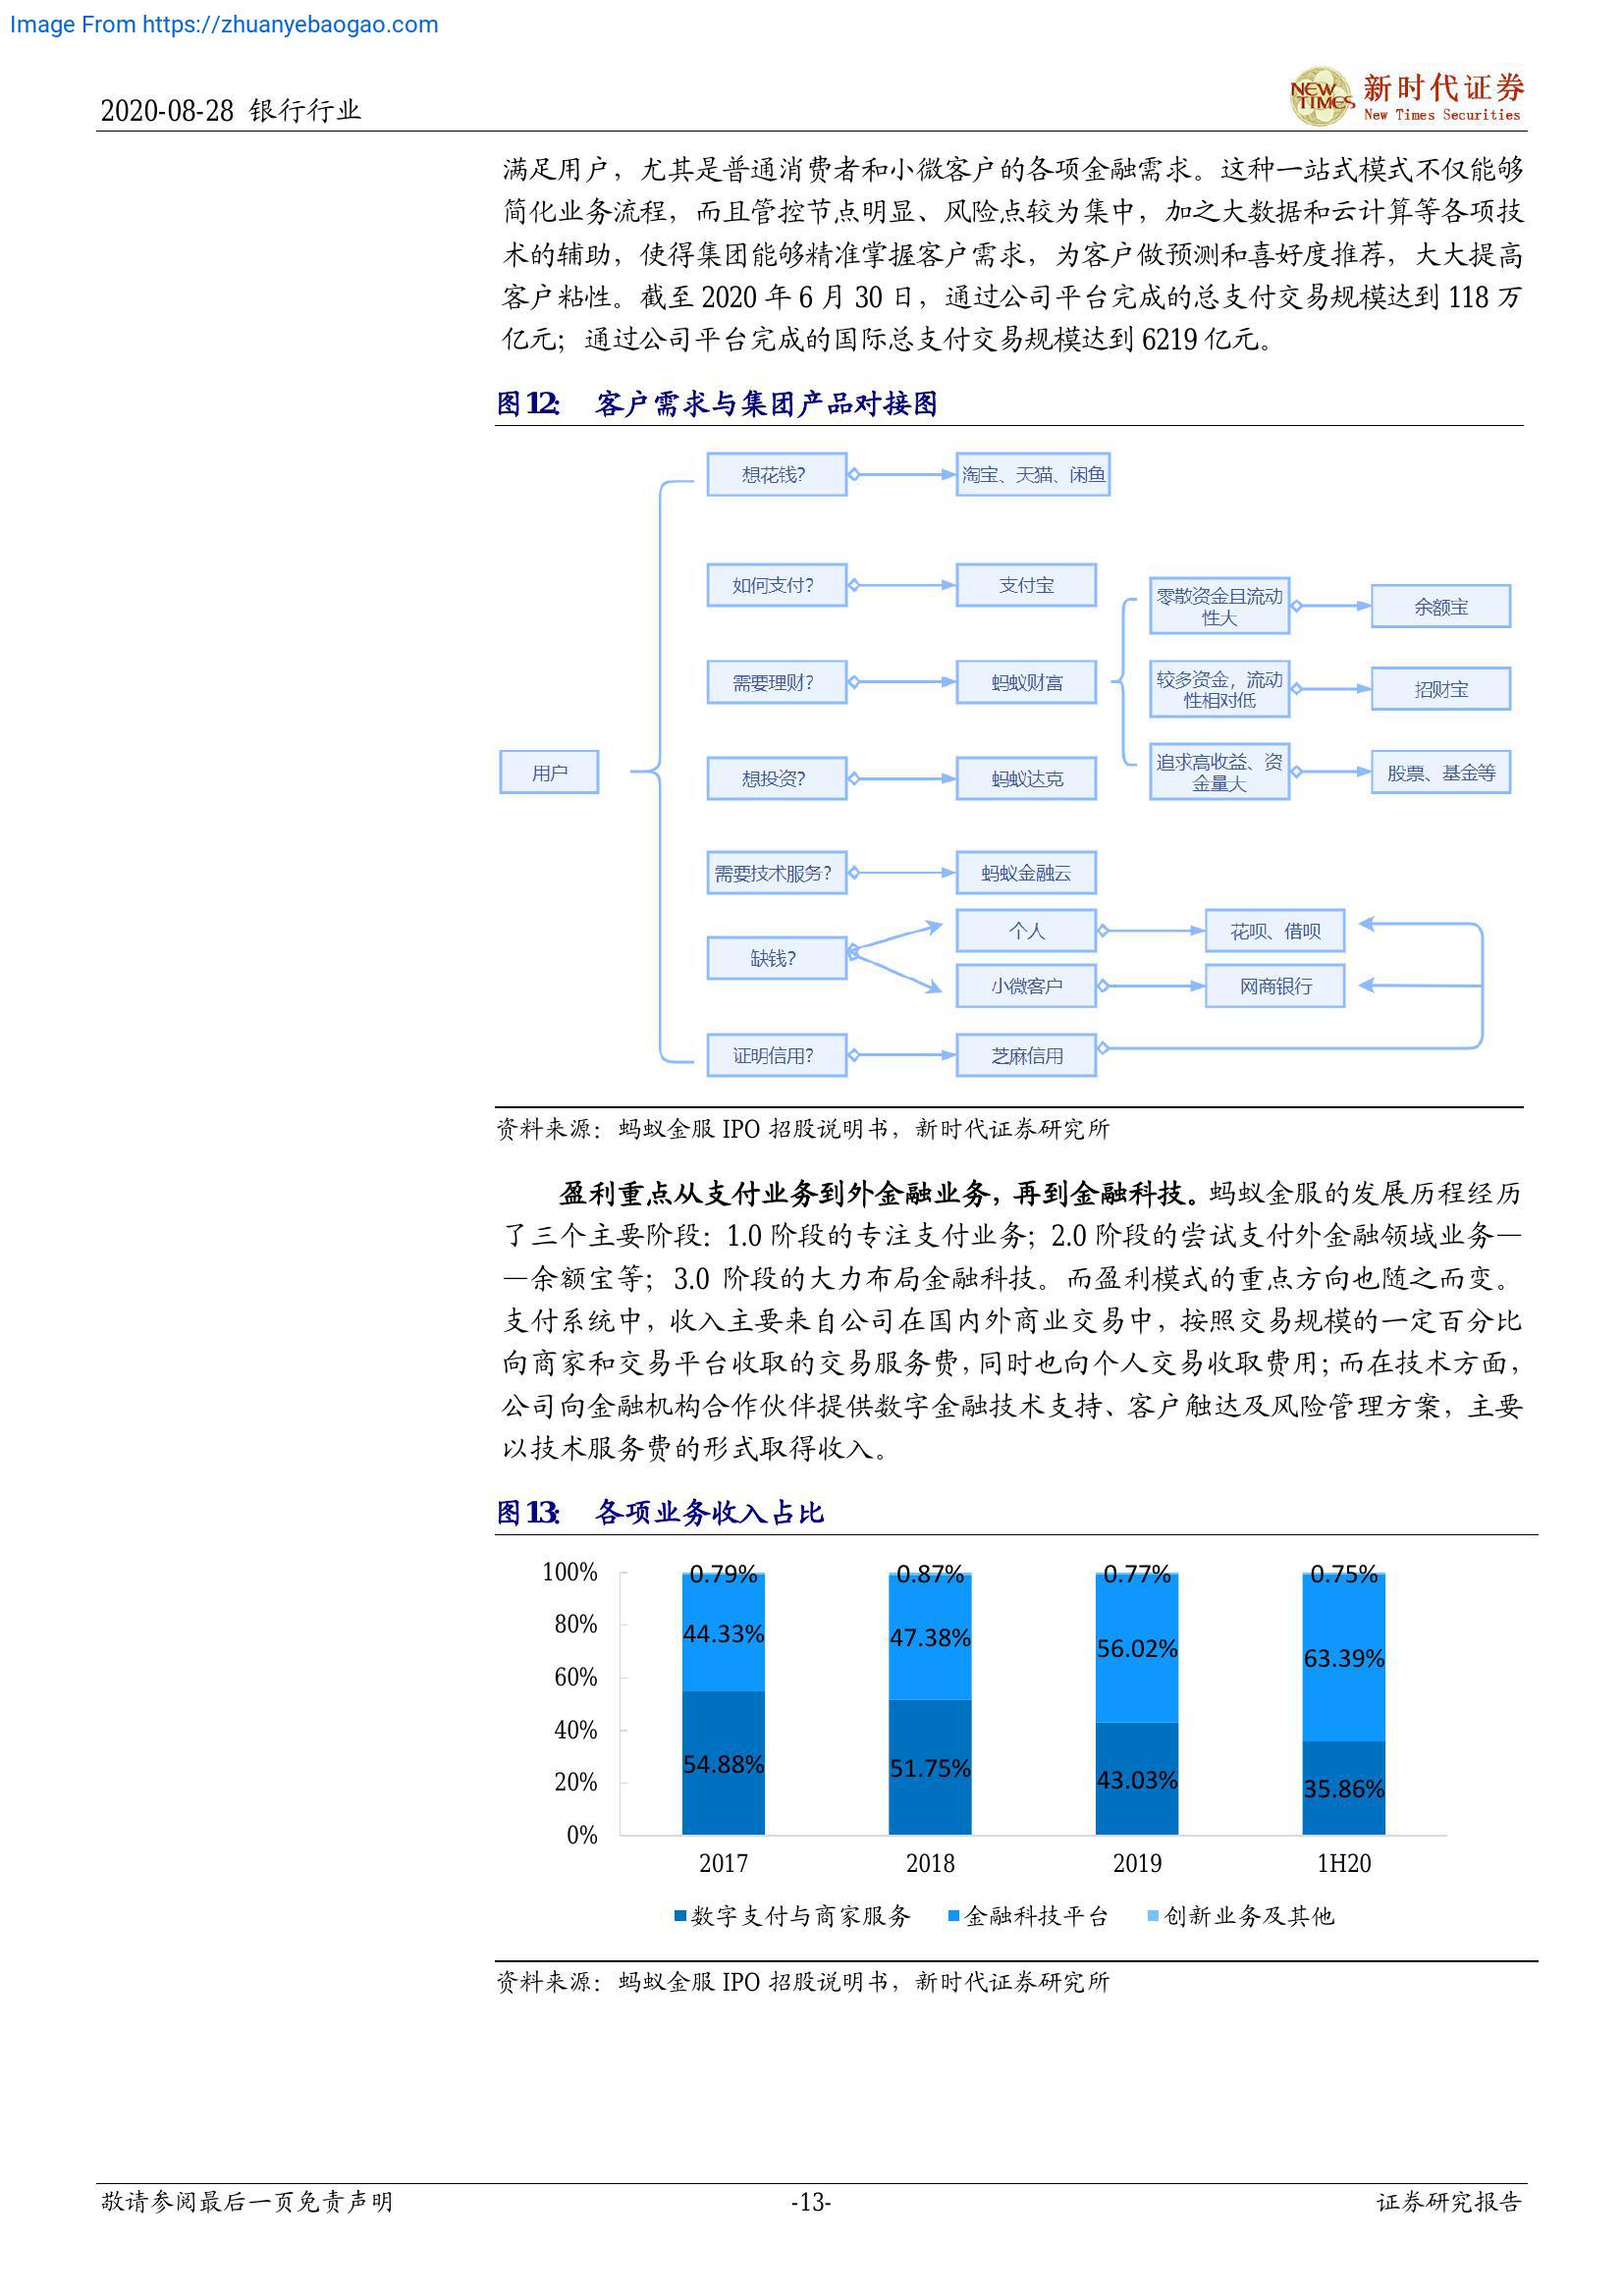 Image From https://zhuanyebaogao.com
2020-08-28 银行行业
NEW TIMES
新时代证券
New Times Securities
满足用户，尤其是普通消费者和小微客户的各项金融需求。这种一站式模式不仅能够
简化业务流程，而且管控节点明显、风险点较为集中，加之大数据和云计算等各项技
术的辅助，使得集团能够精准掌握客户需求，为客户做预测和喜好度推荐，大大提高
客户粘性。截至 2020 年 6 月 30 日，通过公司平台完成的总支付交易规模达到 118 万
亿元；通过公司平台完成的国际总支付交易规模达到 6219 亿元。
图12： 客户需求与集团产品对接图
用户
想花钱？
淘宝、天猫、闲鱼
如何支付？
支付宝
需要理财？
蚂蚁财富
零散资金且流动
性大
余额宝
较多资金，流动
性相对低
招财宝
追求高收益、资
金量大
股票、基金等
想投资？
蚂蚁达克
需要技术服务？
蚂蚁金融云
缺钱？
个人
花呗、借呗
小微客户
网商银行
证明信用？
芝麻信用
资料来源：蚂蚁金服 IPO 招股说明书，新时代证券研究所
盈利重点从支付业务到外金融业务，再到金融科技。蚂蚁金服的发展历程经历
了三个主要阶段：1.0 阶段的专注支付业务；2.0 阶段的尝试支付外金融领域业务—
—余额宝等；3.0 阶段的大力布局金融科技。而盈利模式的重点方向也随之而变。
支付系统中，收入主要来自公司在国内外商业交易中，按照交易规模的一定百分比
向商家和交易平台收取的交易服务费，同时也向个人交易收取费用；而在技术方面，
公司向金融机构合作伙伴提供数字金融技术支持、客户触达及风险管理方案，主要
以技术服务费的形式取得收入。
图13： 各项业务收入占比
100%
80%
60%
40%
20%
0%
0.79% 0.87% 0.77% 0.75%
44.33% 47.38% 56.02% 63.39%
54.88% 51.75% 43.03% 35.86%
2017 2018 2019 1H20
数字支付与商家服务 金融科技平台 创新业务及其他
资料来源：蚂蚁金服 IPO 招股说明书，新时代证券研究所
敬请参阅最后一页免责声明 -13- 证券研究报告